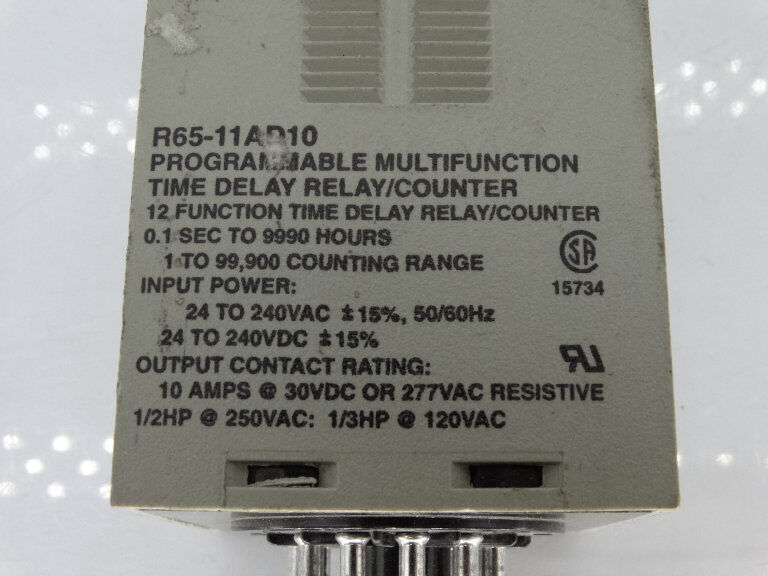 R65-11AD10
PROGRAMMABLE MULTIFUNCTION
TIME DELAY RELAY/COUNTER
12 FUNCTION TIME DELAY RELAY/COUNTER
0.1 SEC TO 9990 HOURS
1 TO 99,900 COUNTING RANGE
SA
15734
INPUT POWER:
24 TO 240VAC ±15%, 50/60Hz
24 TO 240VDC ±15%
OUTPUT CONTACT RATING:
RU
10 AMPS @ 30VDC OR 277VAC RESISTIVE
1/2HP @ 250VAC: 1/3HP @ 120VAC